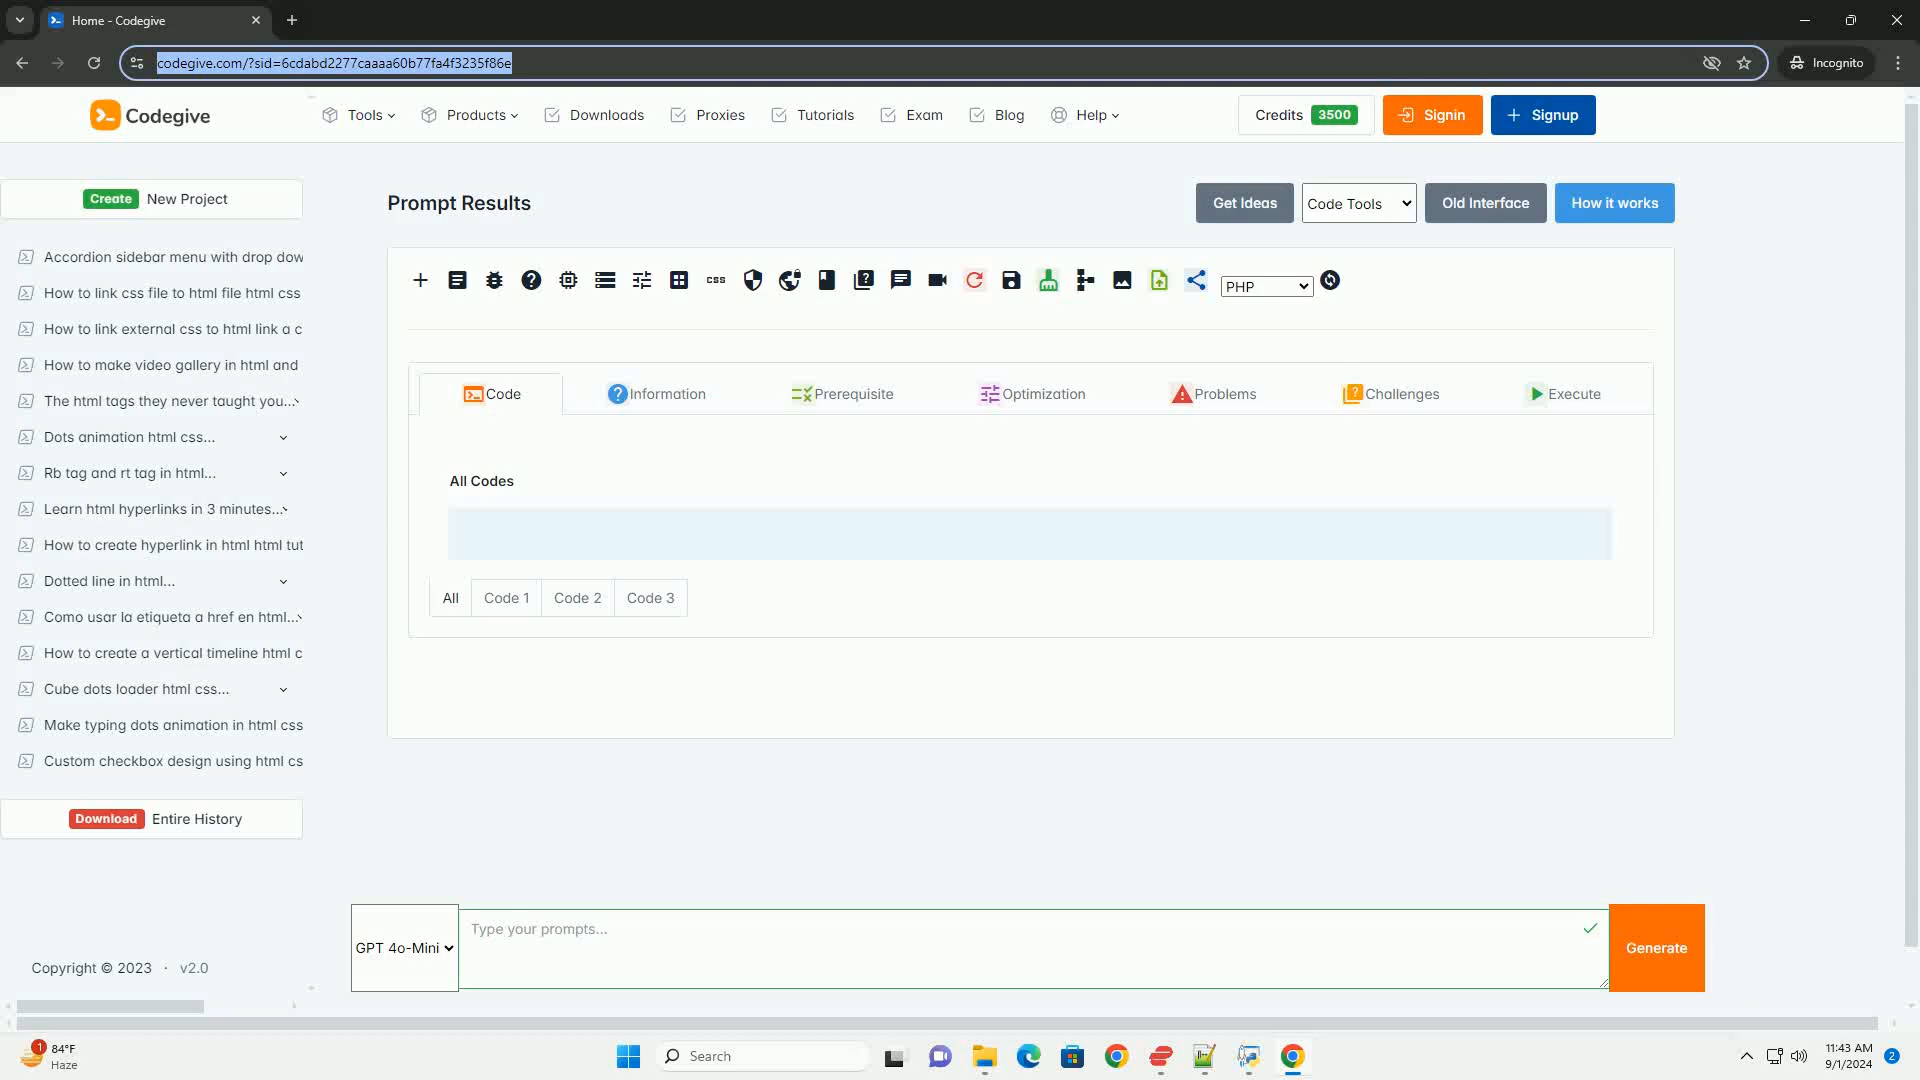 Home - Codegive
codegive.com/?sid=6cdabd2277caaaa60b77fa4f3235f86e
Incognito
Codegive
Tools
Products
Downloads
Proxies
Tutorials
Exam
Blog
Help
Credits 3500
Signin
Signup
Create New Project
Accordion sidebar menu with drop dow
How to link css file to html file html css
How to link external css to html link a c
How to make video gallery in html and
The html tags they never taught you...
Dots animation html css...
Rb tag and rt tag in html...
Learn html hyperlinks in 3 minutes...
How to create hyperlink in html html tut
Dotted line in html...
Como usar la etiqueta a href en html...
How to create a vertical timeline html c
Cube dots loader html css...
Make typing dots animation in html css
Custom checkbox design using html cs
Download Entire History
Copyright © 2023 · v2.0
Prompt Results
Get Ideas
Code Tools
Old Interface
How it works
css
PHP
Code
Information
Prerequisite
Optimization
Problems
Challenges
Execute
All Codes
All
Code 1
Code 2
Code 3
GPT 4o-Mini
Type your prompts...
Generate
1
84°F
Haze
Search
11:43 AM
9/1/2024
2